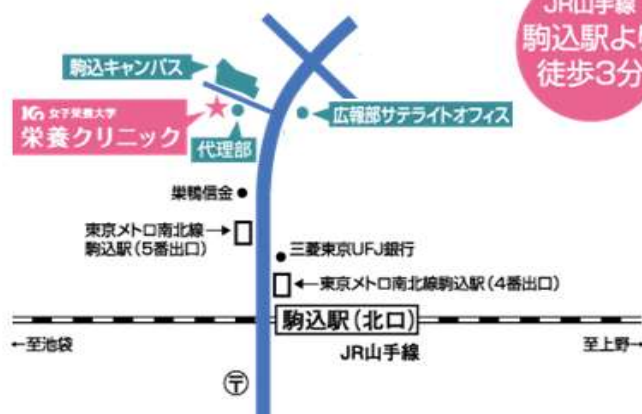 JR山手線
駒込駅より
徒歩3分
駒込キャンパス
女子栄養大学
栄養クリニック
代理部
広報部サテライトオフィス
巣鴨信金
東京メトロ南北線→
駒込駅(5番出口)
三菱東京UFJ銀行
←東京メトロ南北線駒込駅(4番出口)
駒込駅(北口)
←至池袋
JR山手線
至上野→
〒